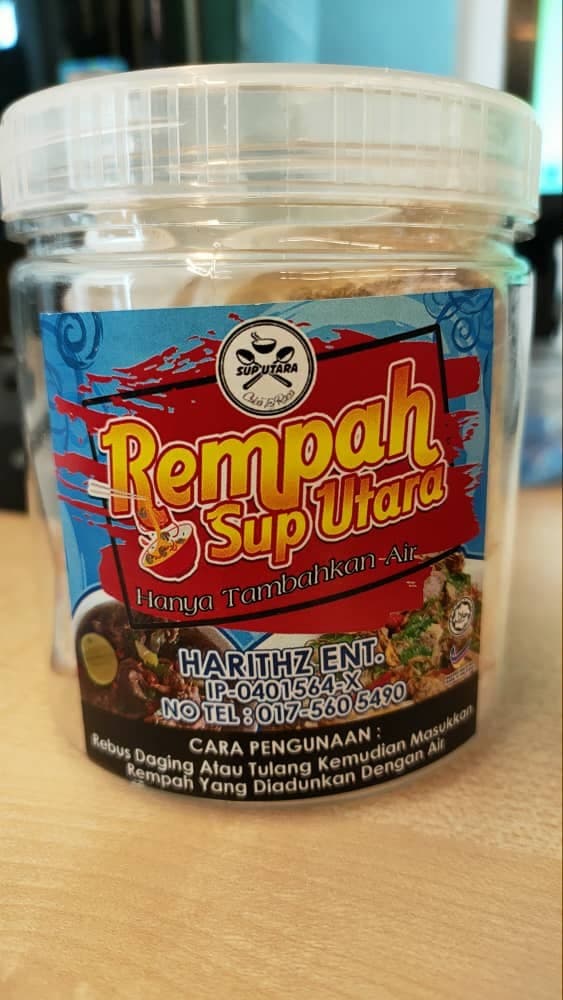 SUP UTARA
Rempah
Sup Utara
Hanya Tambahkan Air
HARITHZ ENT.
IP-0401564-X
NO TEL : 017-560 5490
CARA PENGUNAAN :
Rebus Daging Atau Tulang Kemudian Masukkan
Rempah Yang Diadunkan Dengan Air